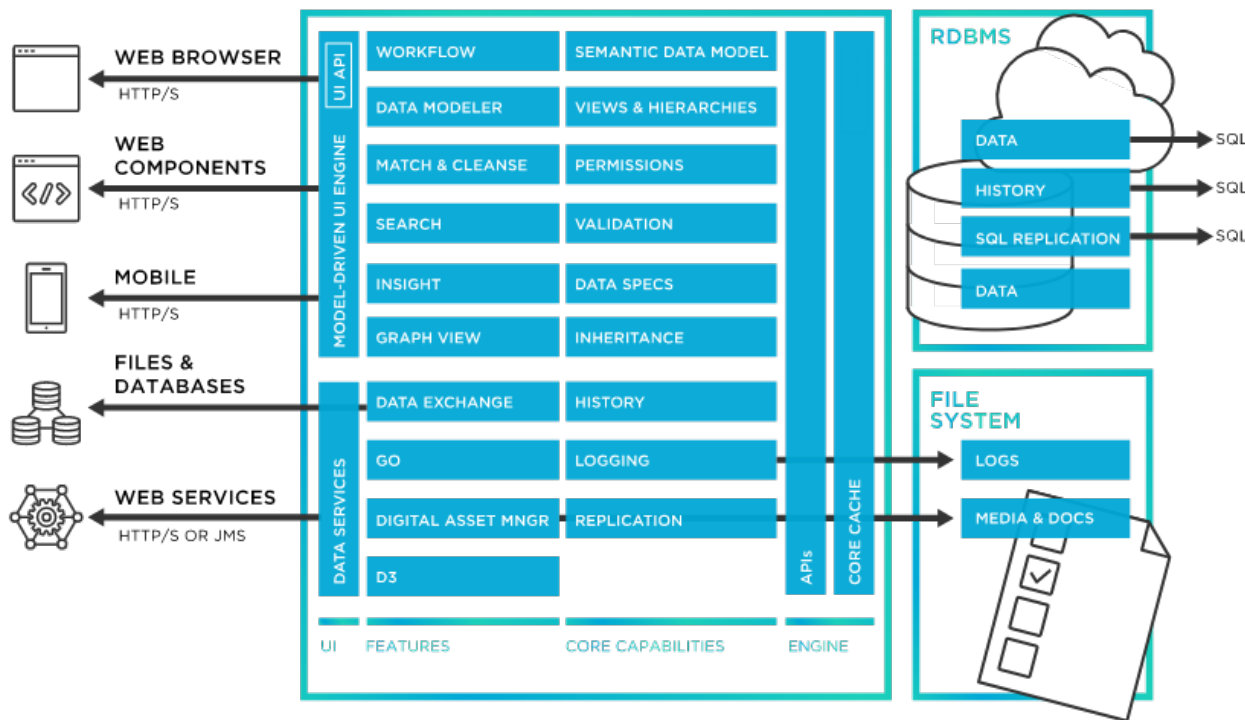 WEB BROWSER
HTTP/S
WEB
COMPONENTS
HTTP/S
MOBILE
HTTP/S
FILES &
DATABASES
WEB SERVICES
HTTP/S OR JMS
UI API
MODEL-DRIVEN UI ENGINE
DATA SERVICES
UI
WORKFLOW
DATA MODELER
MATCH & CLEANSE
SEARCH
INSIGHT
GRAPH VIEW
DATA EXCHANGE
GO
DIGITAL ASSET MNGR
D3
FEATURES
SEMANTIC DATA MODEL
VIEWS & HIERARCHIES
PERMISSIONS
VALIDATION
DATA SPECS
INHERITANCE
HISTORY
LOGGING
REPLICATION
CORE CAPABILITIES
APIs
CORE CACHE
ENGINE
RDBMS
DATA
SQL
HISTORY
SQL
SQL REPLICATION
SQL
DATA
FILE
SYSTEM
LOGS
MEDIA & DOCS